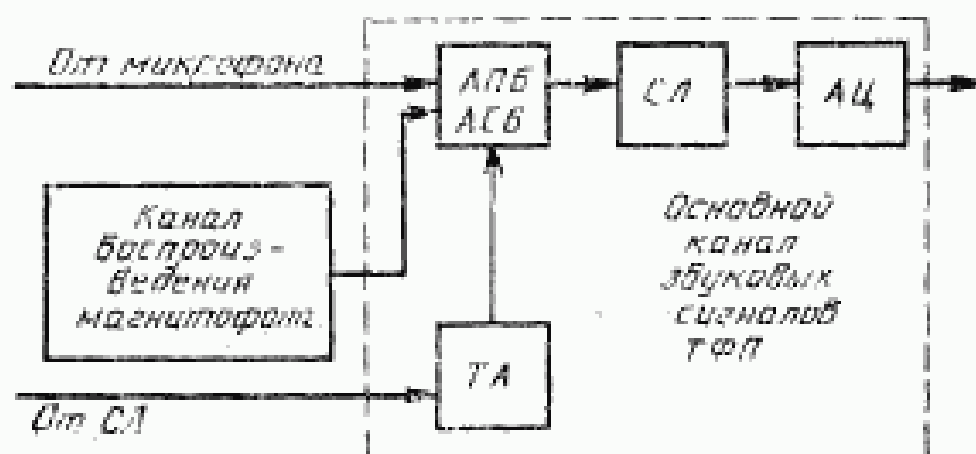 От микрофона
АПБ
АСБ
СЛ
АЦ
Канал
воспроиз-
ведения
магнитофона
Основной
канал
звуковых
сигналов
ТФП
ТА
От СЛ